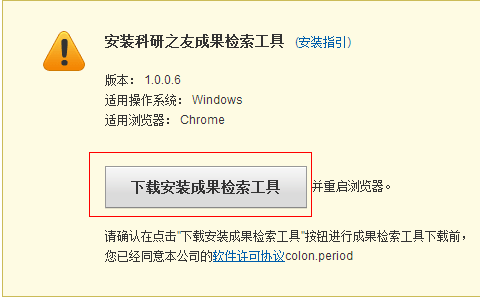 安装科研之友成果检索工具 (安装指引)
版本： 1.0.0.6
适用操作系统： Windows
适用浏览器： Chrome
下载安装成果检索工具 并重启浏览器。
请确认在点击"下载安装成果检索工具"按钮进行成果检索工具下载前，
您已经同意本公司的软件许可协议colon.period